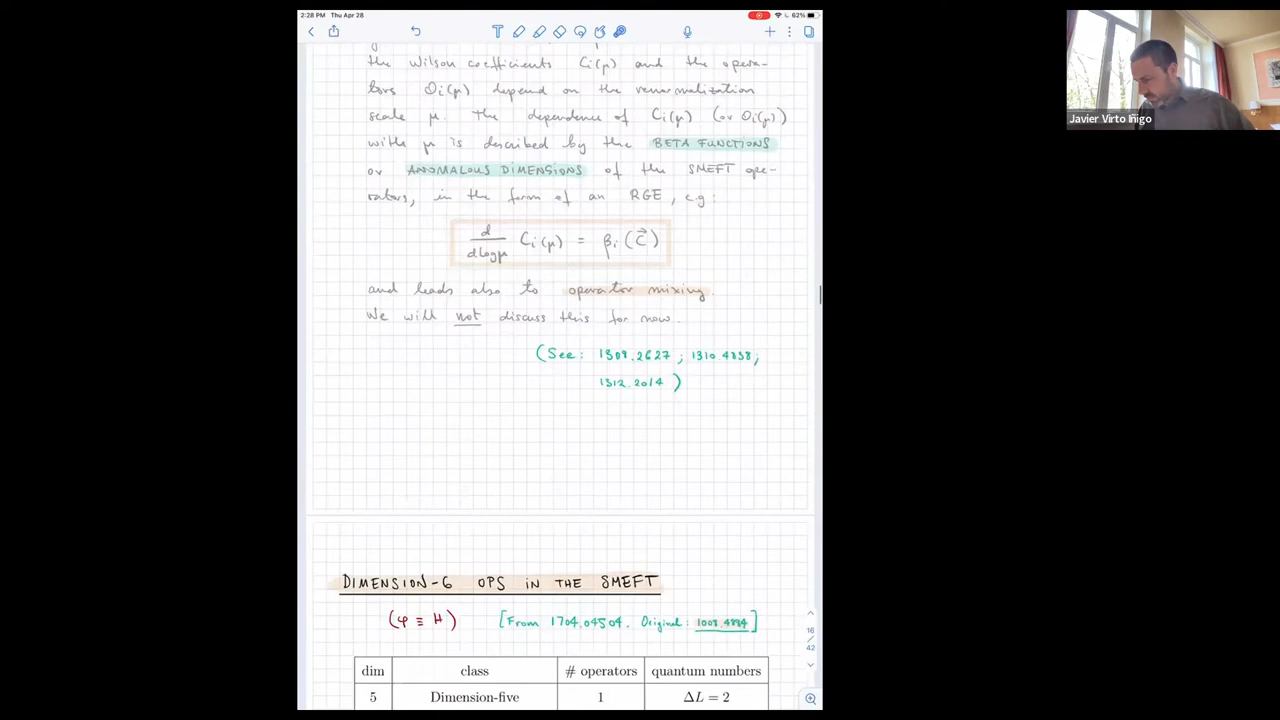 2:28 PM Thu Apr 28
62%
the Wilson coefficients Ci(μ) and the opera-
tors Oi(μ) depend on the renormalization
scale μ. The dependence of Ci(μ) (or Oi(μ))
with μ is described by the BETA FUNCTIONS
or ANOMALOUS DIMENSIONS of the SMEFT ope-
rators, in the form of an RGE, e.g:
d/dlogμ Ci(μ) = βi(C⃗)
and leads also to operator mixing.
We will not discuss this for now.
(See: 1308.2627 ; 1310.4838;
1312.2014 )
DIMENSION-6 OPS IN THE SMEFT
(φ ≡ H) [From 1704.04504. Original: 1008.4884]
dim class # operators quantum numbers
5 Dimension-five 1 ΔL = 2
16
/
42
Javier Virto Iñigo